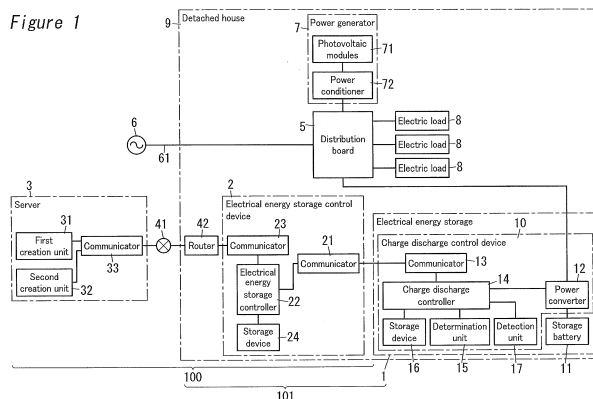 Figure 1
9
Detached house
7
Power generator
Photovoltaic modules
71
Power conditioner
72
6
61
5
Distribution board
Electric load
8
Electric load
8
Electric load
8
3
Server
31
First creation unit
Communicator
33
Second creation unit
32
41
42
Router
2
Electrical energy storage control device
23
Communicator
21
Communicator
Electrical energy storage controller
22
Storage device
24
Electrical energy storage
10
Charge discharge control device
Communicator
13
14
Charge discharge controller
12
Power converter
Storage device
16
Determination unit
15
Detection unit
17
Storage battery
11
1
100
101